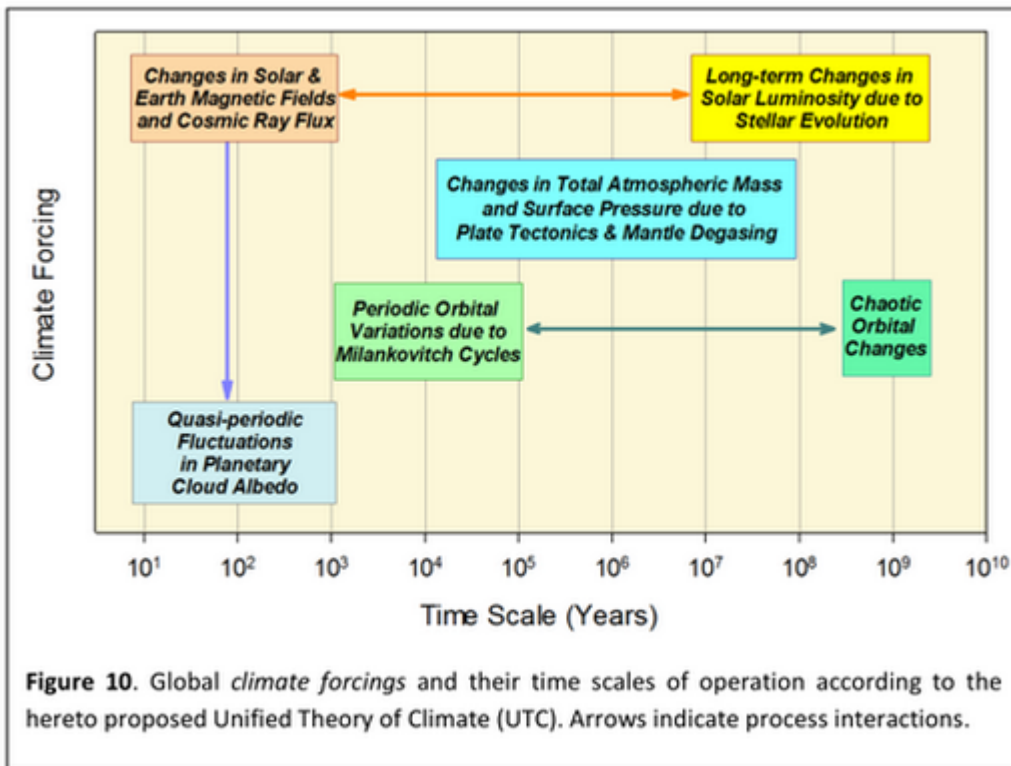 Changes in Solar &
Earth Magnetic Fields
and Cosmic Ray Flux
Long-term Changes in
Solar Luminosity due to
Stellar Evolution
Changes in Total Atmospheric Mass
and Surface Pressure due to
Plate Tectonics & Mantle Degasing
Periodic Orbital
Variations due to
Milankovitch Cycles
Chaotic
Orbital
Changes
Quasi-periodic
Fluctuations
in Planetary
Cloud Albedo
Climate Forcing
10¹ 10² 10³ 10⁴ 10⁵ 10⁶ 10⁷ 10⁸ 10⁹ 10¹⁰
Time Scale (Years)
Figure 10. Global climate forcings and their time scales of operation according to the
hereto proposed Unified Theory of Climate (UTC). Arrows indicate process interactions.